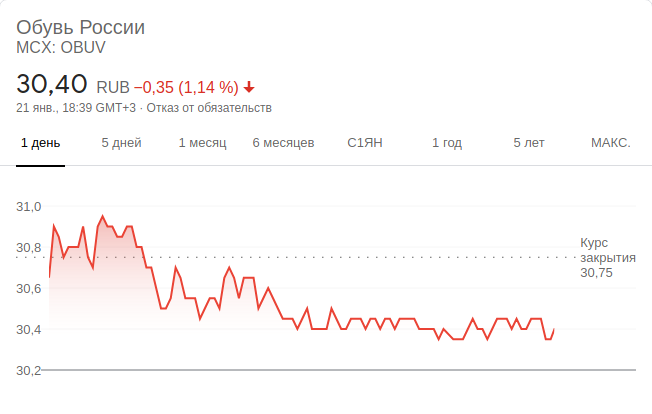 Обувь России
MCX: OBUV
30,40 RUB −0,35 (1,14 %)
21 янв., 18:39 GMT+3 · Отказ от обязательств
1 день 5 дней 1 месяц 6 месяцев С1ЯН 1 год 5 лет МАКС.
31,0
30,8
30,6
30,4
30,2
Курс
закрытия
30,75